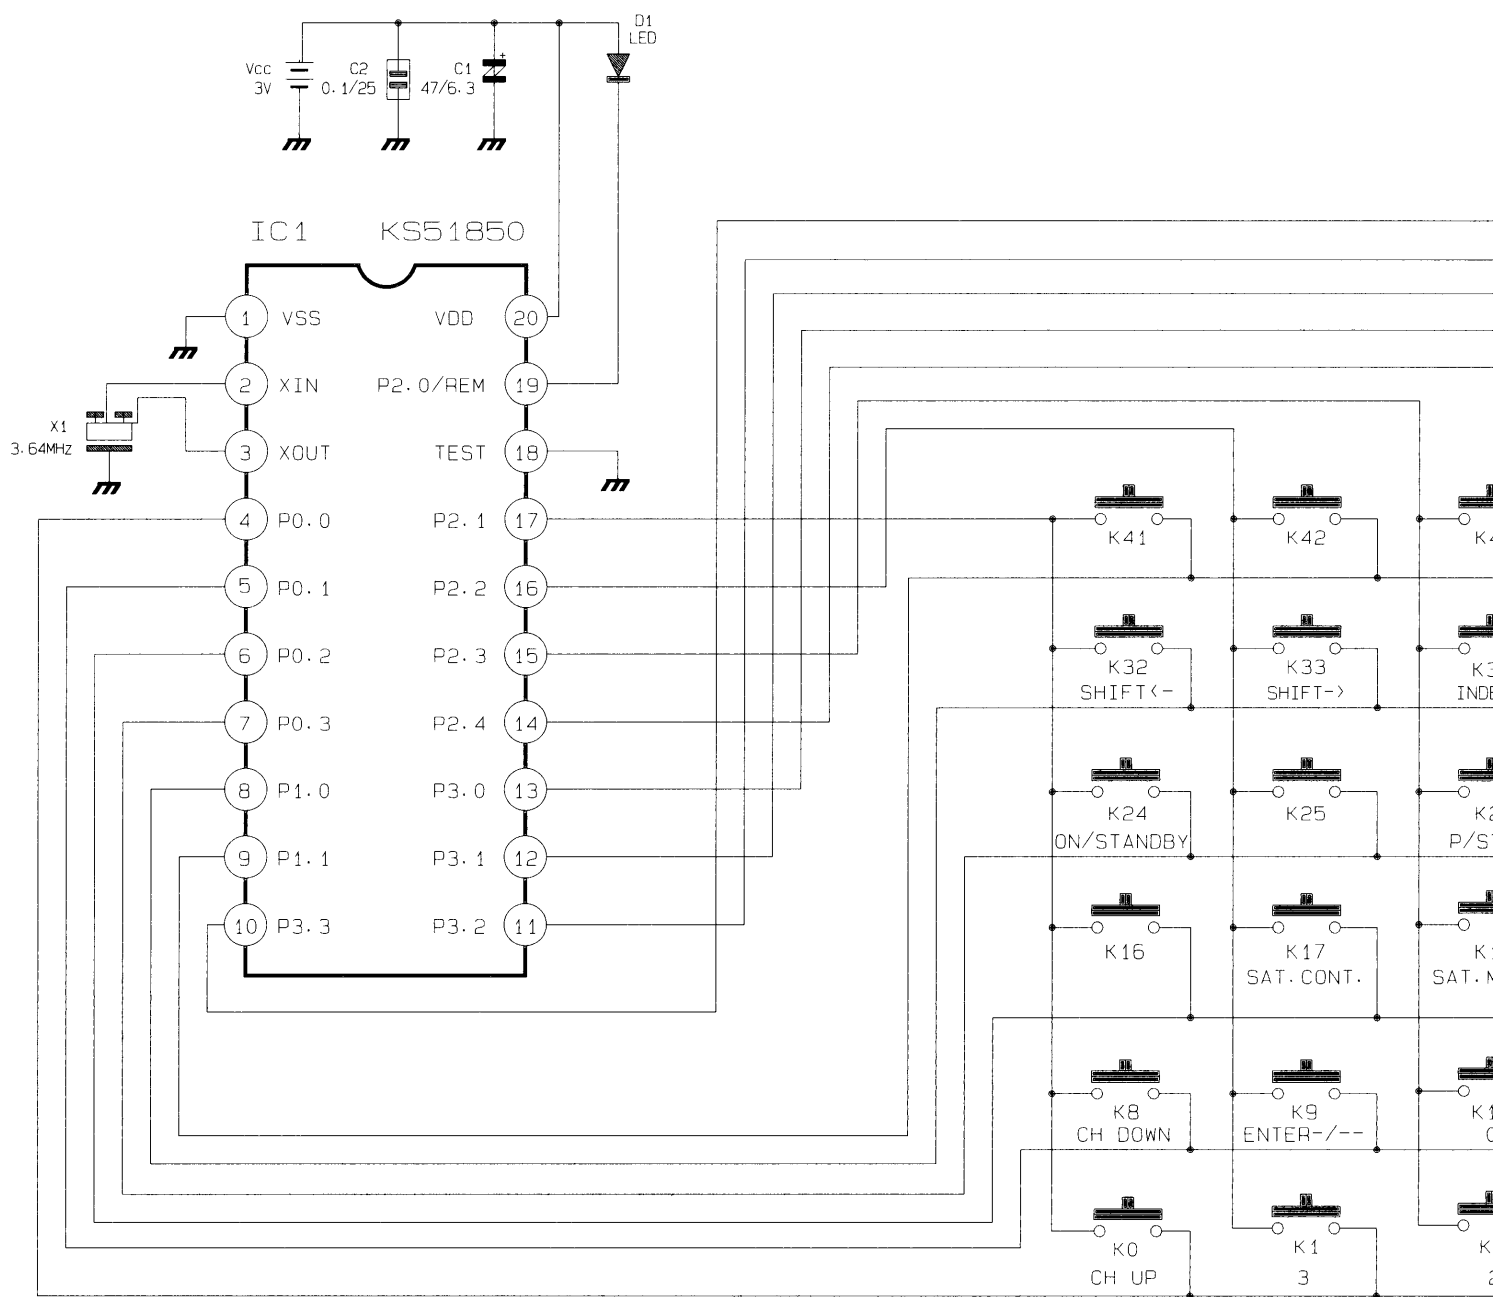 D1
LED
Vcc
3V
C2
0.1/25
C1
47/6.3
+
IC1 KS51850
1 VSS VDD 20
2 XIN P2.0/REM 19
X1
3.64MHz
3 XOUT TEST 18
4 P0.0 P2.1 17
5 P0.1 P2.2 16
6 P0.2 P2.3 15
7 P0.3 P2.4 14
8 P1.0 P3.0 13
9 P1.1 P3.1 12
10 P3.3 P3.2 11
K41 K42
K32 K33
SHIFT<- SHIFT->
K24 K25
ON/STANDBY P/S
K16 K17
SAT.CONT. SAT.
K8 K9
CH DOWN ENTER-/--
K0 K1 K
CH UP 3 2